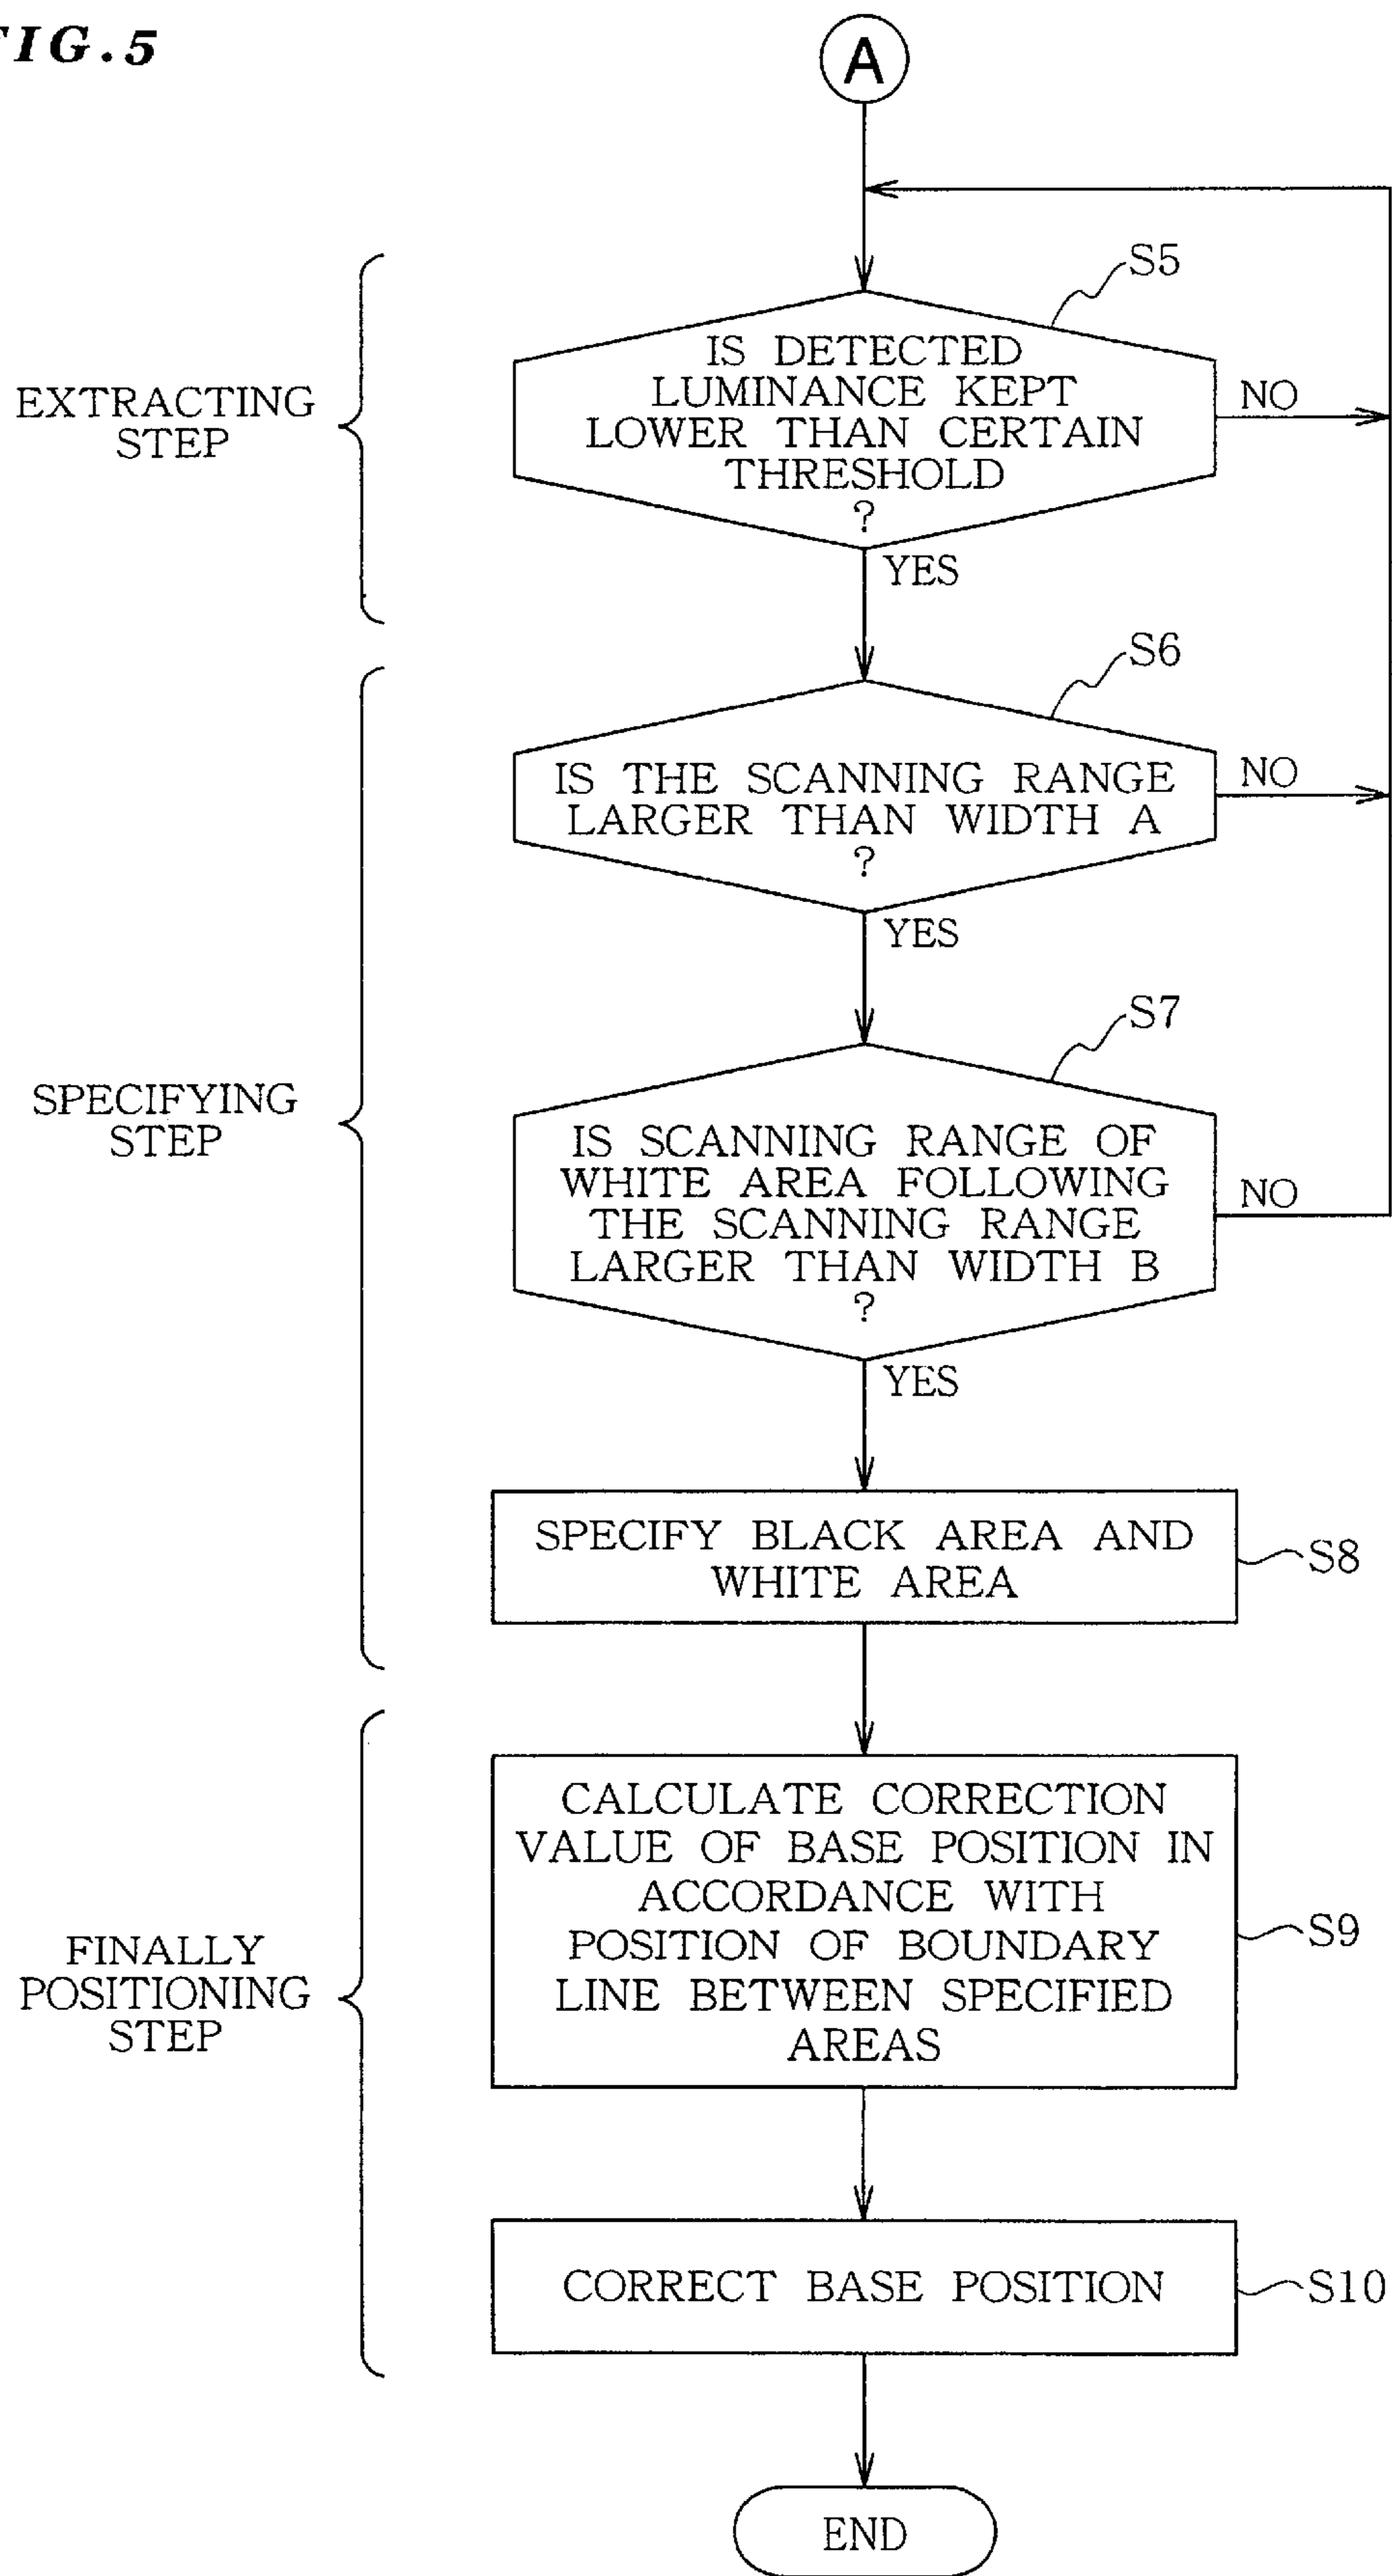 FIG.5
A
S5
IS DETECTED
LUMINANCE KEPT
LOWER THAN CERTAIN
THRESHOLD
?
NO
EXTRACTING
STEP
YES
S6
IS THE SCANNING RANGE
LARGER THAN WIDTH A
?
NO
YES
S7
IS SCANNING RANGE OF
WHITE AREA FOLLOWING
THE SCANNING RANGE
LARGER THAN WIDTH B
?
NO
SPECIFYING
STEP
YES
SPECIFY BLACK AREA AND
WHITE AREA
S8
CALCULATE CORRECTION
VALUE OF BASE POSITION IN
ACCORDANCE WITH
POSITION OF BOUNDARY
LINE BETWEEN SPECIFIED
AREAS
S9
FINALLY
POSITIONING
STEP
CORRECT BASE POSITION
S10
END